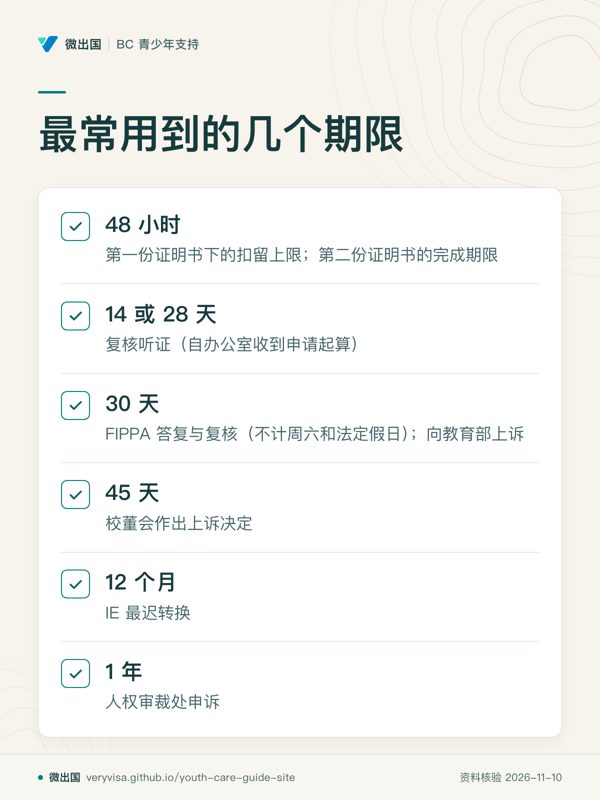 微出国 | BC 青少年支持
最常用到的几个期限
48 小时
第一份证明书下的扣留上限；第二份证明书的完成期限
14 或 28 天
复核听证（自办公室收到申请起算）
30 天
FIPPA 答复与复核（不计周六和法定假日）；向教育部上诉
45 天
校董会作出上诉决定
12 个月
IE 最迟转换
1 年
人权审裁处申诉
微出国 veryvisa.github.io/youth-care-guide-site
资料核验 2026-11-10